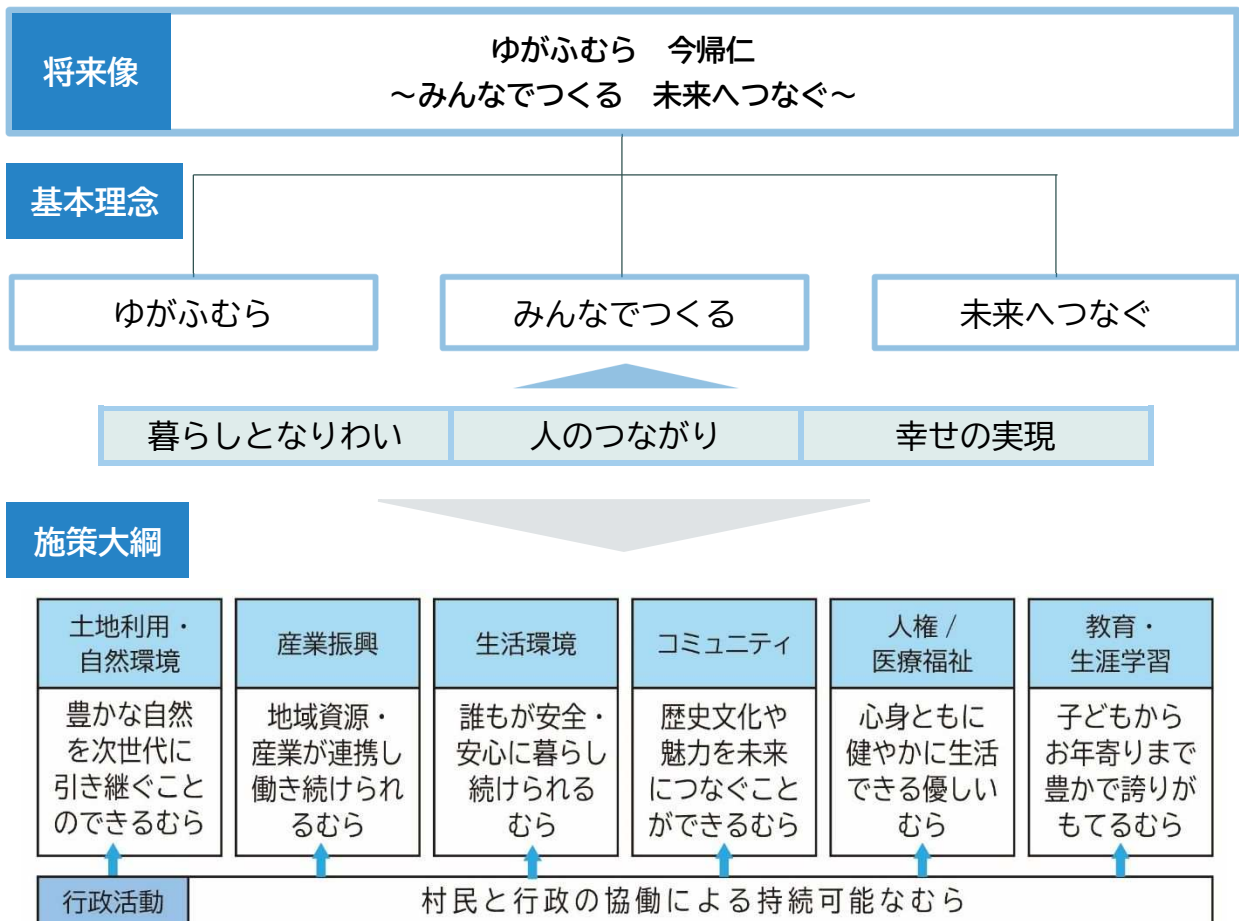 将来像
ゆがふむら　今帰仁
～みんなでつくる　未来へつなぐ～
基本理念
ゆがふむら
みんなでつくる
未来へつなぐ
暮らしとなりわい
人のつながり
幸せの実現
施策大綱
土地利用・
自然環境
豊かな自然
を次世代に
引き継ぐこと
のできるむら
産業振興
地域資源・
産業が連携し
働き続けられ
るむら
生活環境
誰もが安全・
安心に暮らし
続けられる
むら
コミュニティ
歴史文化や
魅力を未来
につなぐこと
ができるむら
人権 /
医療福祉
心身ともに
健やかに生活
できる優しい
むら
教育・
生涯学習
子どもから
お年寄りまで
豊かで誇りが
もてるむら
行政活動
村民と行政の協働による持続可能なむら